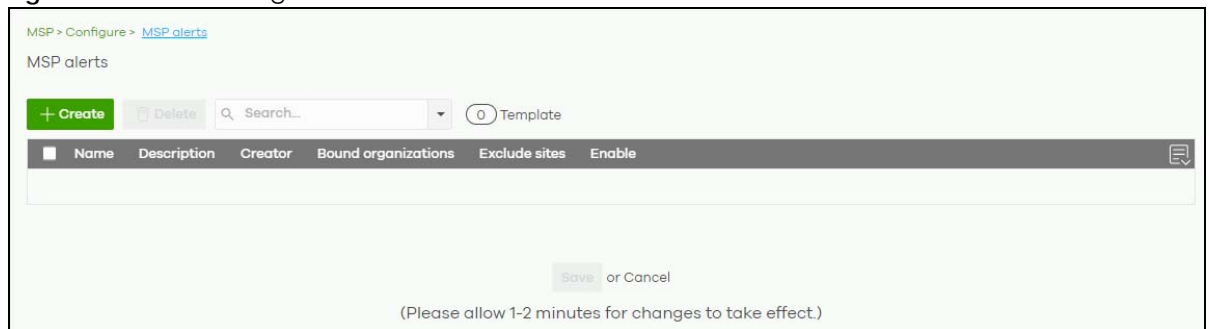 MSP > Configure > MSP alerts
MSP alerts
+ Create Delete Search... 0 Template
Name Description Creator Bound organizations Exclude sites Enable
Save or Cancel
(Please allow 1-2 minutes for changes to take effect.)